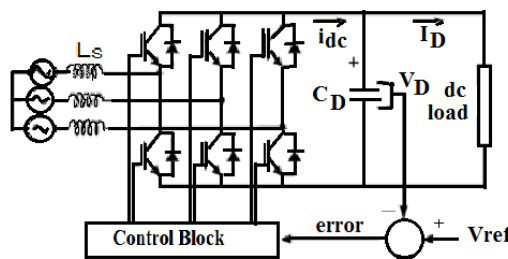 Ls
idc
ID
+
CD
VD
dc
load
−
+
error
Control Block
Vref